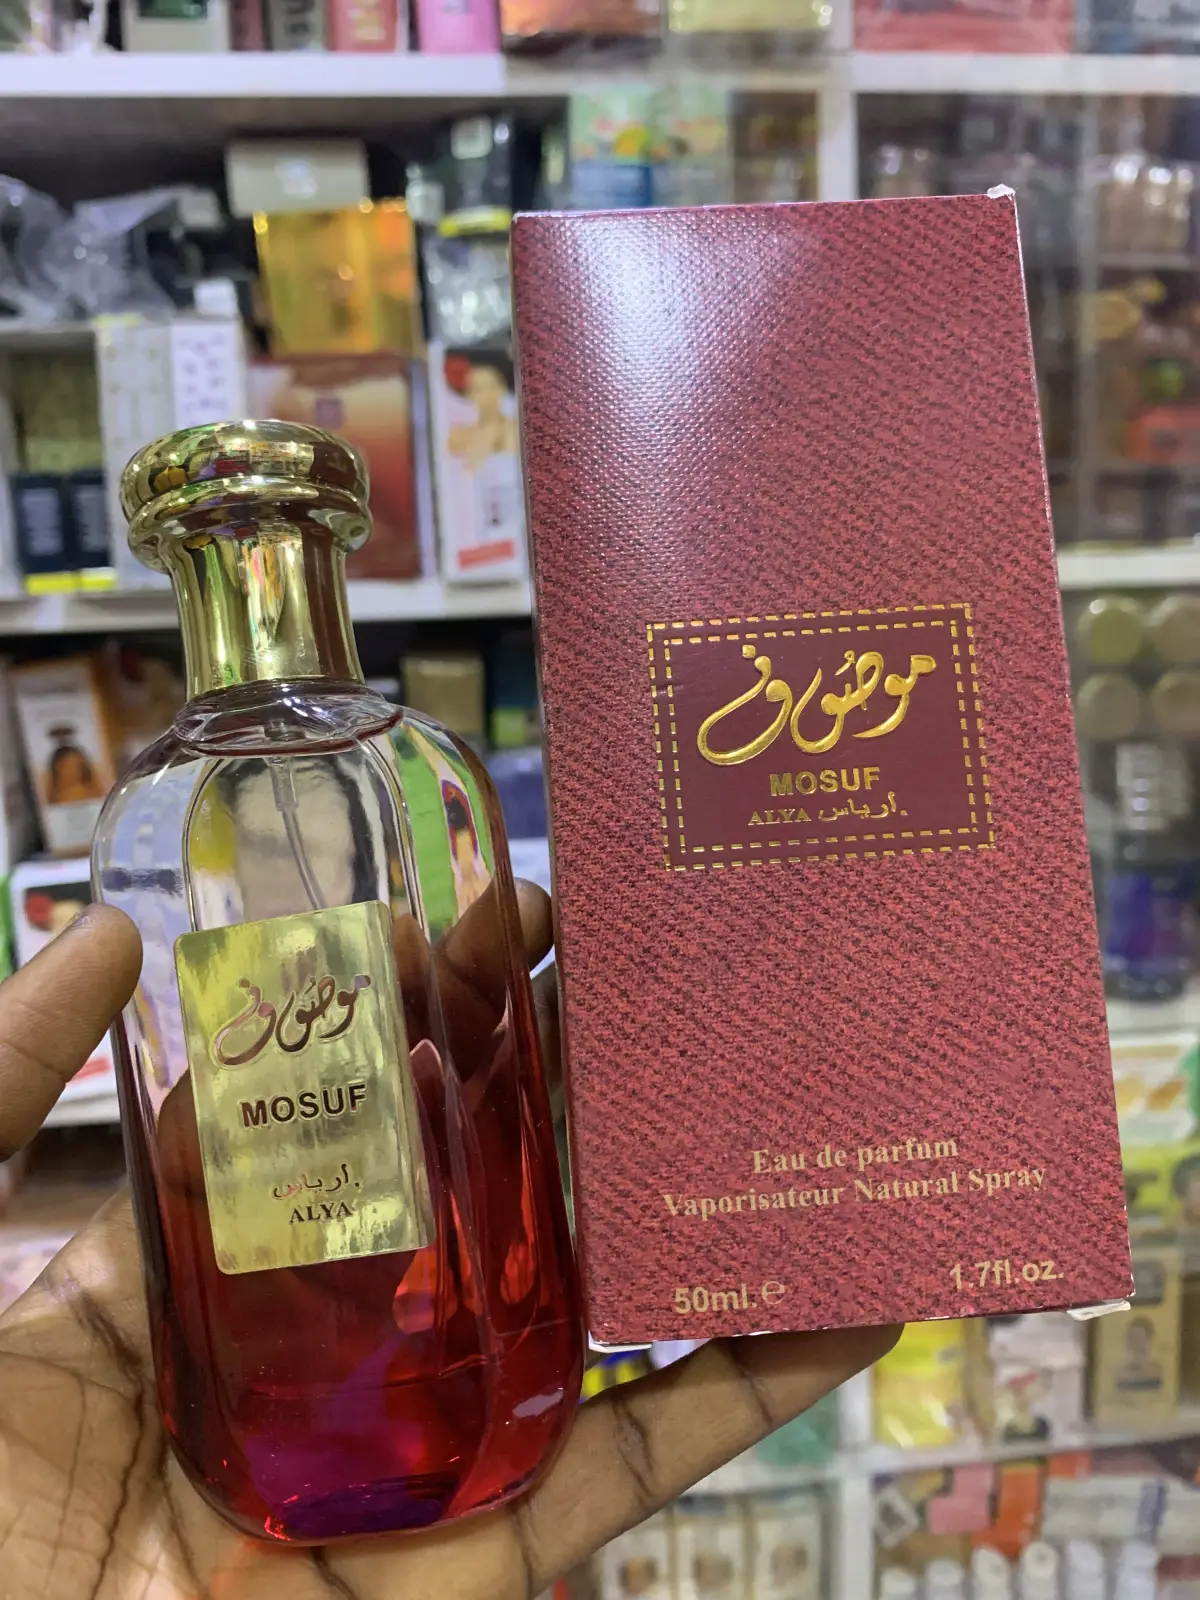 موصوف
MOSUF
أرياس.
ALYA
موصوف
MOSUF
ALYA أرياس.
Eau de parfum
Vaporisateur Natural Spray
50ml.℮
1.7fl.oz.